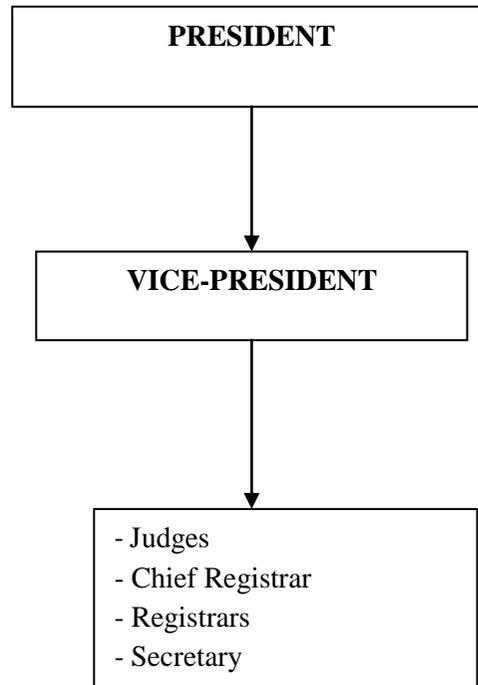 PRESIDENT
VICE-PRESIDENT
- Judges
- Chief Registrar
- Registrars
- Secretary